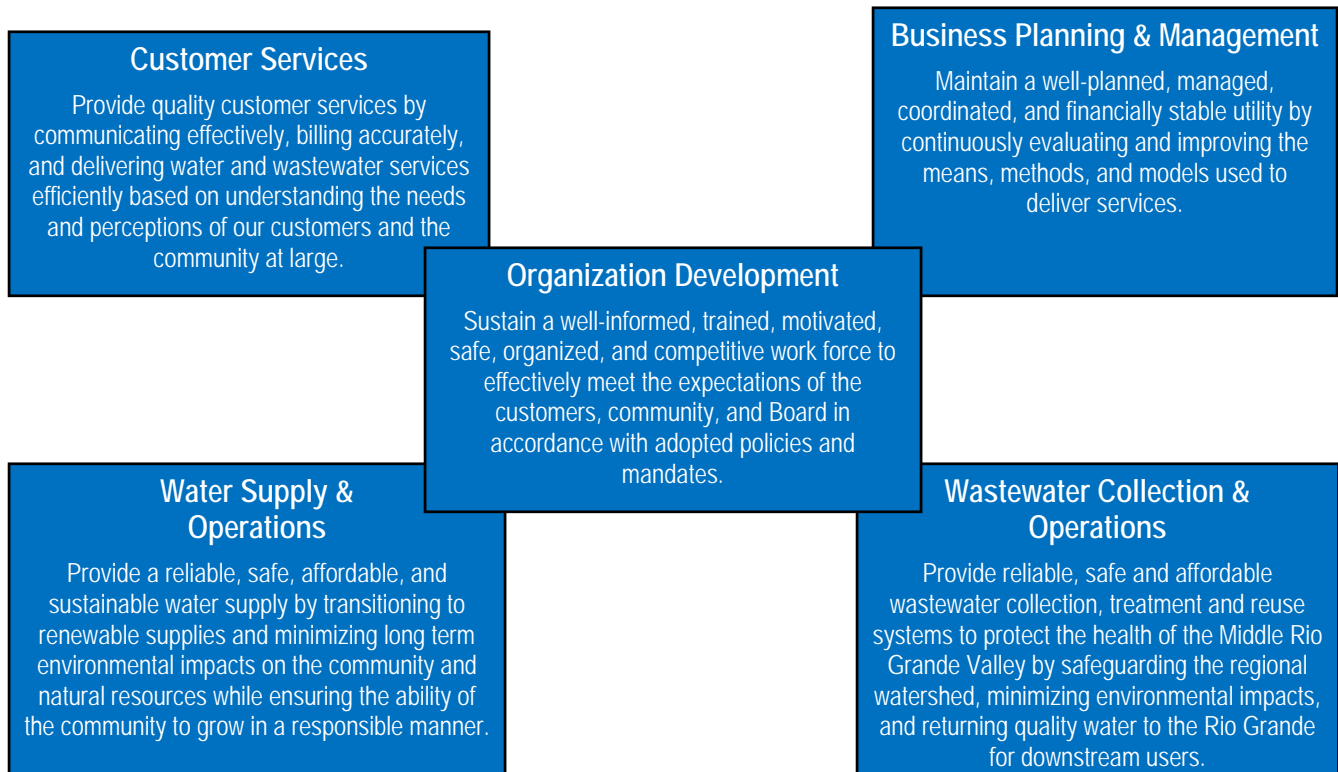 Customer Services
Provide quality customer services by
communicating effectively, billing accurately,
and delivering water and wastewater services
efficiently based on understanding the needs
and perceptions of our customers and the
community at large.
Business Planning & Management
Maintain a well-planned, managed,
coordinated, and financially stable utility by
continuously evaluating and improving the
means, methods, and models used to
deliver services.
Organization Development
Sustain a well-informed, trained, motivated,
safe, organized, and competitive work force to
effectively meet the expectations of the
customers, community, and Board in
accordance with adopted policies and
mandates.
Water Supply &
Operations
Provide a reliable, safe, affordable, and
sustainable water supply by transitioning to
renewable supplies and minimizing long term
environmental impacts on the community and
natural resources while ensuring the ability of
the community to grow in a responsible manner.
Wastewater Collection &
Operations
Provide reliable, safe and affordable
wastewater collection, treatment and reuse
systems to protect the health of the Middle Rio
Grande Valley by safeguarding the regional
watershed, minimizing environmental impacts,
and returning quality water to the Rio Grande
for downstream users.